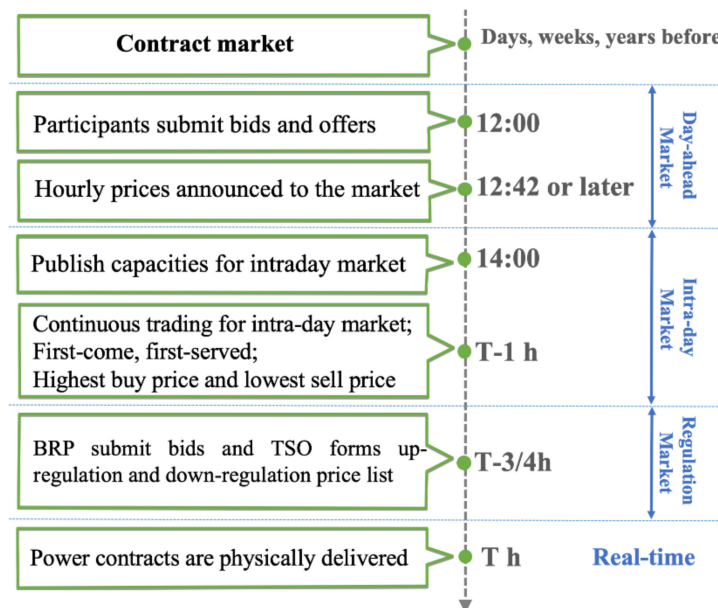 Contract market
Days, weeks, years before
Participants submit bids and offers
12:00
Hourly prices announced to the market
12:42 or later
Day-ahead
Market
Publish capacities for intraday market
14:00
Continuous trading for intra-day market;
First-come, first-served;
Highest buy price and lowest sell price
T-1 h
Intra-day
Market
BRP submit bids and TSO forms up-
regulation and down-regulation price list
T-3/4h
Regulation
Market
Power contracts are physically delivered
T h
Real-time